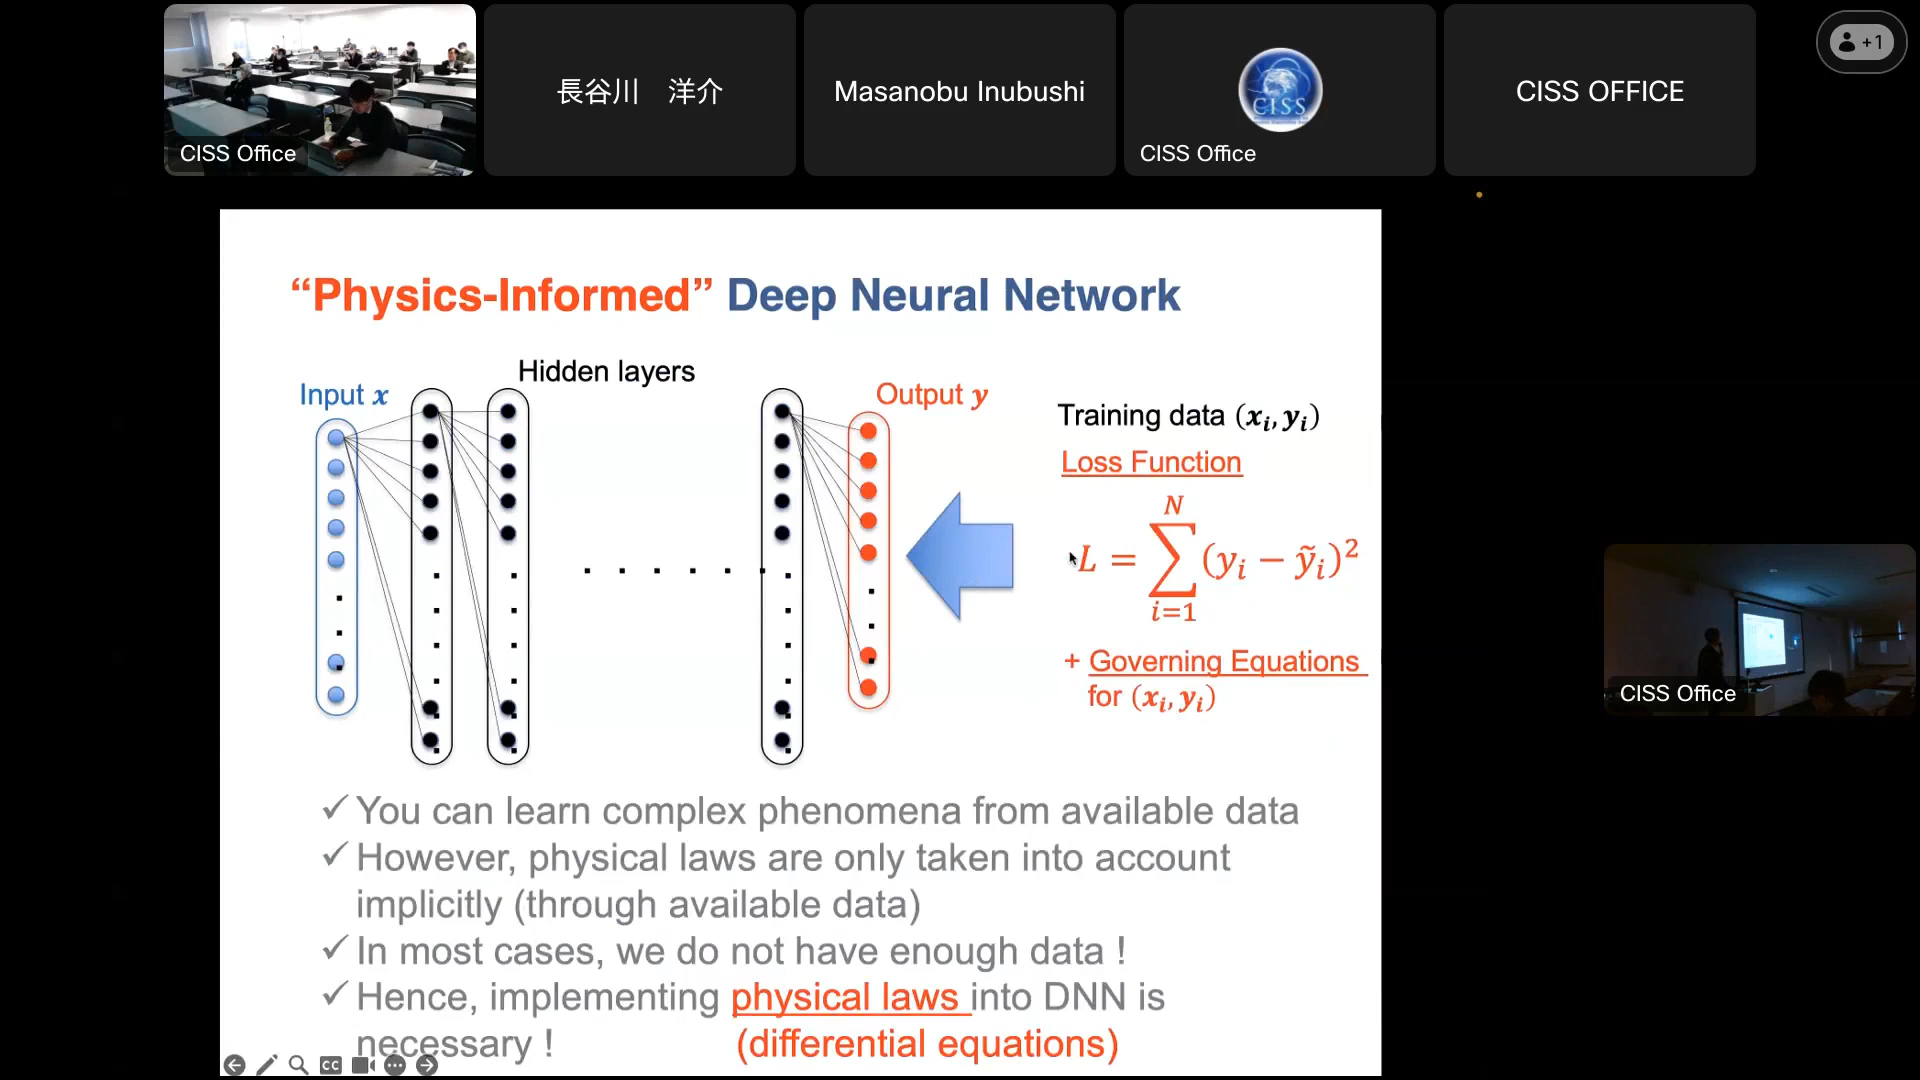 CISS Office
長谷川 洋介
Masanobu Inubushi
CISS
CISS Office
CISS OFFICE
+1
“Physics-Informed” Deep Neural Network
Hidden layers
Input x
Output y
Training data (xᵢ, yᵢ)
Loss Function
L = ∑ᵢ₌₁ᴺ (yᵢ − ỹᵢ)²
+ Governing Equations
for (xᵢ, yᵢ)
CISS Office
✓ You can learn complex phenomena from available data
✓ However, physical laws are only taken into account
implicitly (through available data)
✓ In most cases, we do not have enough data !
✓ Hence, implementing physical laws into DNN is
necessary ! (differential equations)
CC